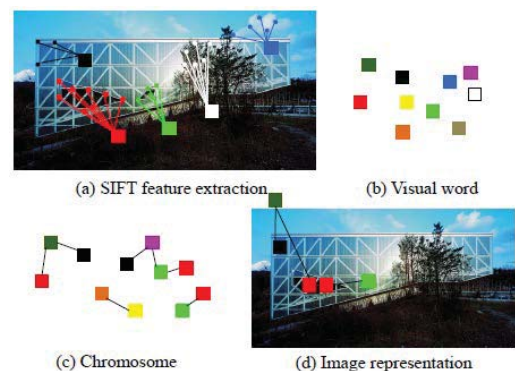 (a) SIFT feature extraction
(b) Visual word
(c) Chromosome
(d) Image representation